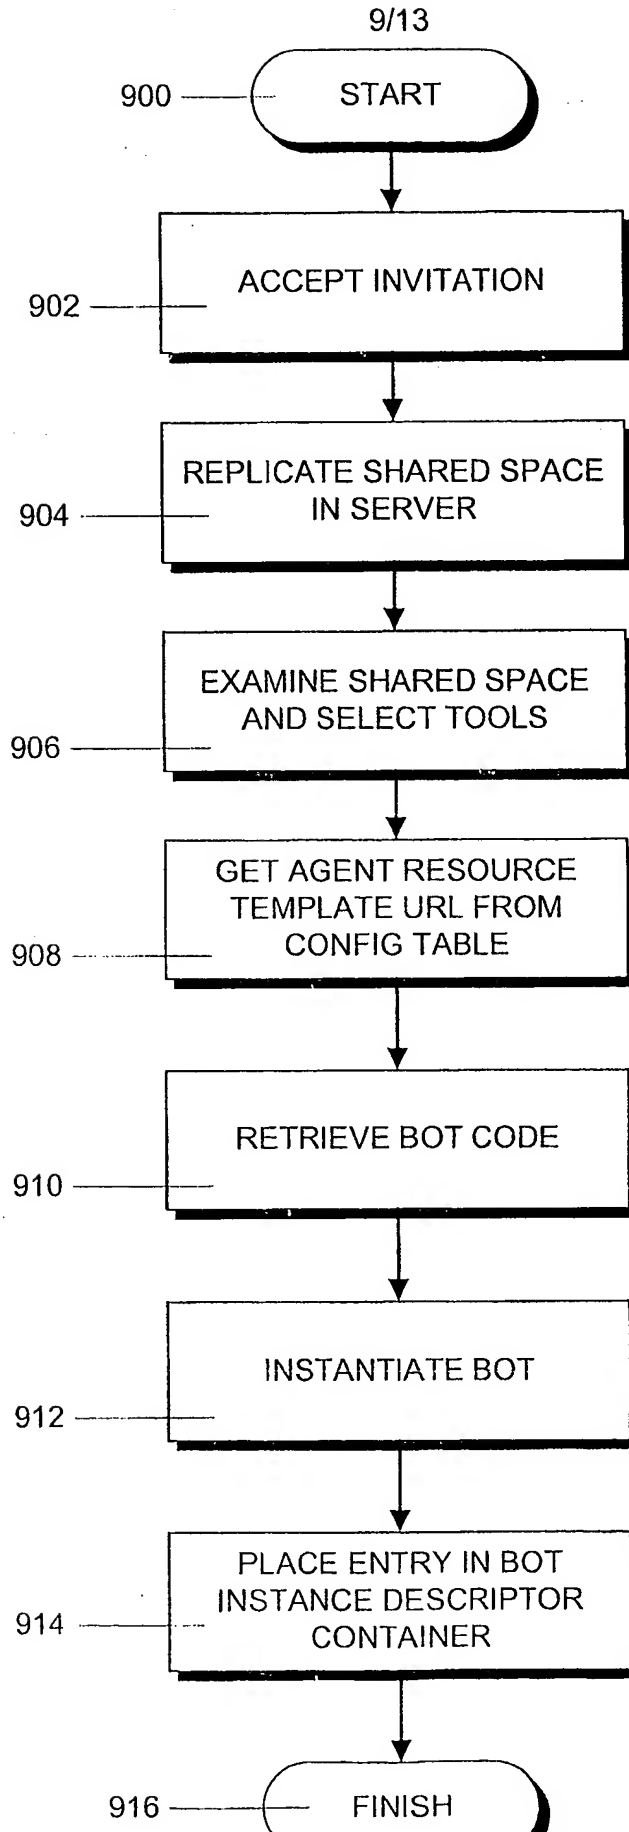 9/13
900
START
902
ACCEPT INVITATION
904
REPLICATE SHARED SPACE
IN SERVER
906
EXAMINE SHARED SPACE
AND SELECT TOOLS
908
GET AGENT RESOURCE
TEMPLATE URL FROM
CONFIG TABLE
910
RETRIEVE BOT CODE
912
INSTANTIATE BOT
914
PLACE ENTRY IN BOT
INSTANCE DESCRIPTOR
CONTAINER
916
FINISH